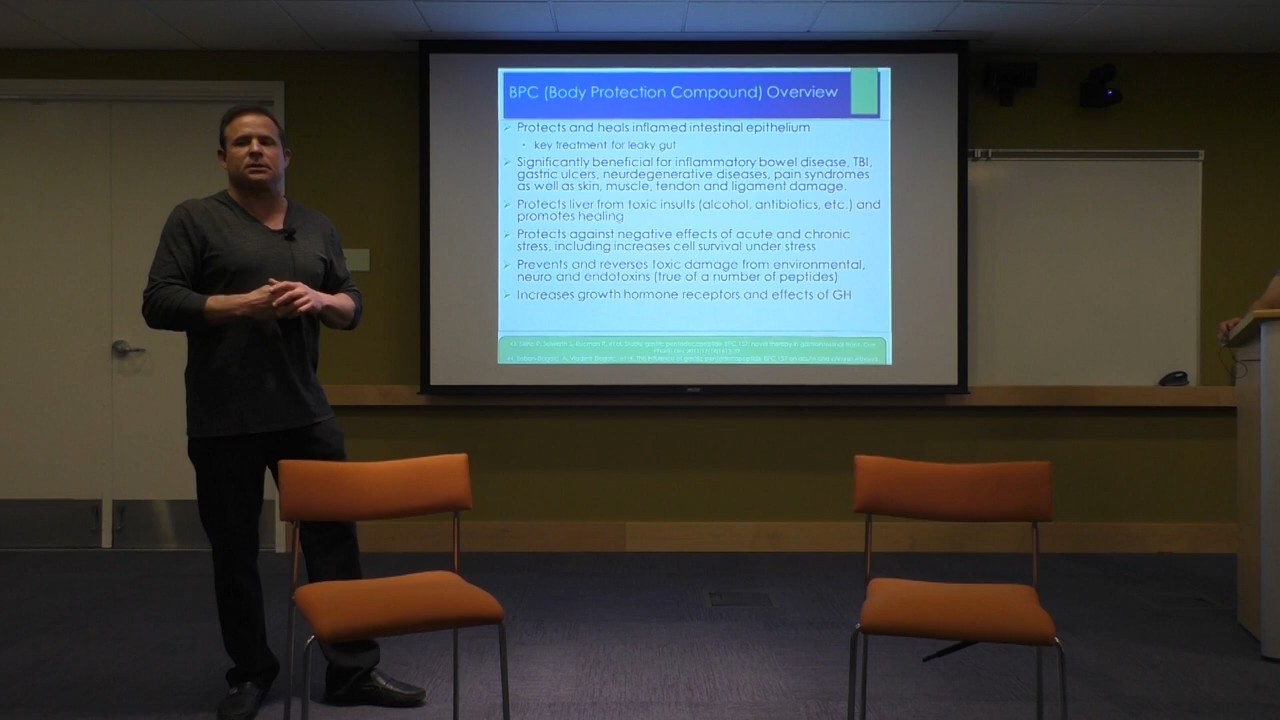 BPC (Body Protection Compound) Overview
Protects and heals inflamed intestinal epithelium
key treatment for leaky gut
Significantly beneficial for inflammatory bowel disease, TBI,
gastric ulcers, neurdegenerative diseases, pain syndromes
as well as skin, muscle, tendon and ligament damage.
Protects liver from toxic insults (alcohol, antibiotics, etc.) and
promotes healing
Protects against negative effects of acute and chronic
stress, including increases cell survival under stress
Prevents and reverses toxic damage from environmental,
neuro and endotoxins (true of a number of peptides)
Increases growth hormone receptors and effects of GH